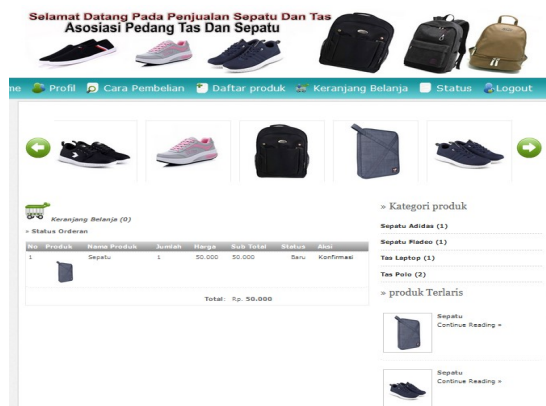 Selamat Datang Pada Penjualan Sepatu Dan Tas
Asosiasi Pedang Tas Dan Sepatu
me Profil Cara Pembelian Daftar produk Keranjang Belanja Status Logout
Keranjang Belanja (0)
» Status Orderan
No Produk Nama Produk Jumlah Harga Sub Total Status Aksi
1 Sepatu 1 50.000 50.000 Baru Konfirmasi
Total: Rp. 50.000
» Kategori produk
Sepatu Adidas (1)
Sepatu Fladeo (1)
Tas Laptop (1)
Tas Polo (2)
» produk Terlaris
Sepatu
Continue Reading »
Sepatu
Continue Reading »